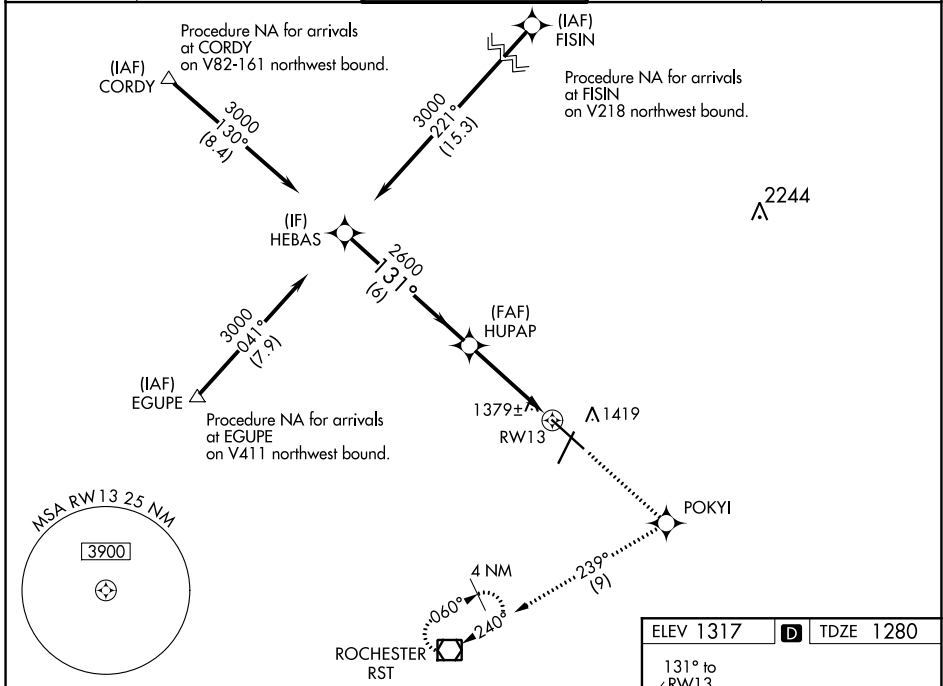 Procedure NA for arrivals
at CORDY
on V82-161 northwest bound.
(IAF)
CORDY
3000
130°
(8.4)
(IAF)
FISIN
Procedure NA for arrivals
at FISIN
on V218 northwest bound.
3000
221°
(15.3)
2244
(IF)
HEBAS
2600
131°
(6)
(FAF)
HUPAP
3000
041°
(7.9)
(IAF)
EGUPE
Procedure NA for arrivals
at EGUPE
on V411 northwest bound.
1379±
1419
RW13
POKYI
MSA RW13 25 NM
3900
4 NM
060°
240°
239°
(9)
ROCHESTER
RST
ELEV 1317 D TDZE 1280
131° to
RW13